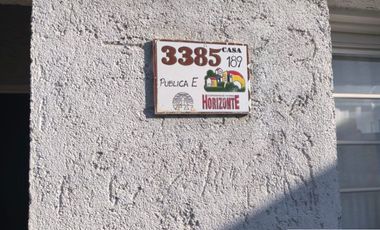 3385 CASA
189
PUBLICA E
HORIZONTE